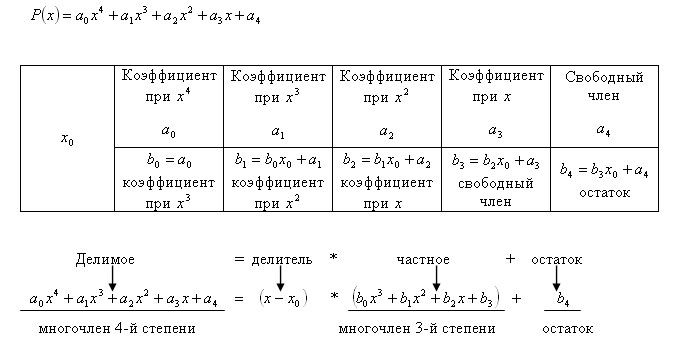 P(x) = a₀x⁴ + a₁x³ + a₂x² + a₃x + a₄
x₀
Коэффициент при x⁴ a₀
Коэффициент при x³ a₁
Коэффициент при x² a₂
Коэффициент при x a₃
Свободный член a₄
b₀ = a₀ коэффициент при x³
b₁ = b₀x₀ + a₁ коэффициент при x²
b₂ = b₁x₀ + a₂ коэффициент при x
b₃ = b₂x₀ + a₃ свободный член
b₄ = b₃x₀ + a₄ остаток
Делимое = делитель * частное + остаток
a₀x⁴ + a₁x³ + a₂x² + a₃x + a₄ = (x − x₀) * (b₀x³ + b₁x² + b₂x + b₃) + b₄
многочлен 4-й степени многочлен 3-й степени остаток